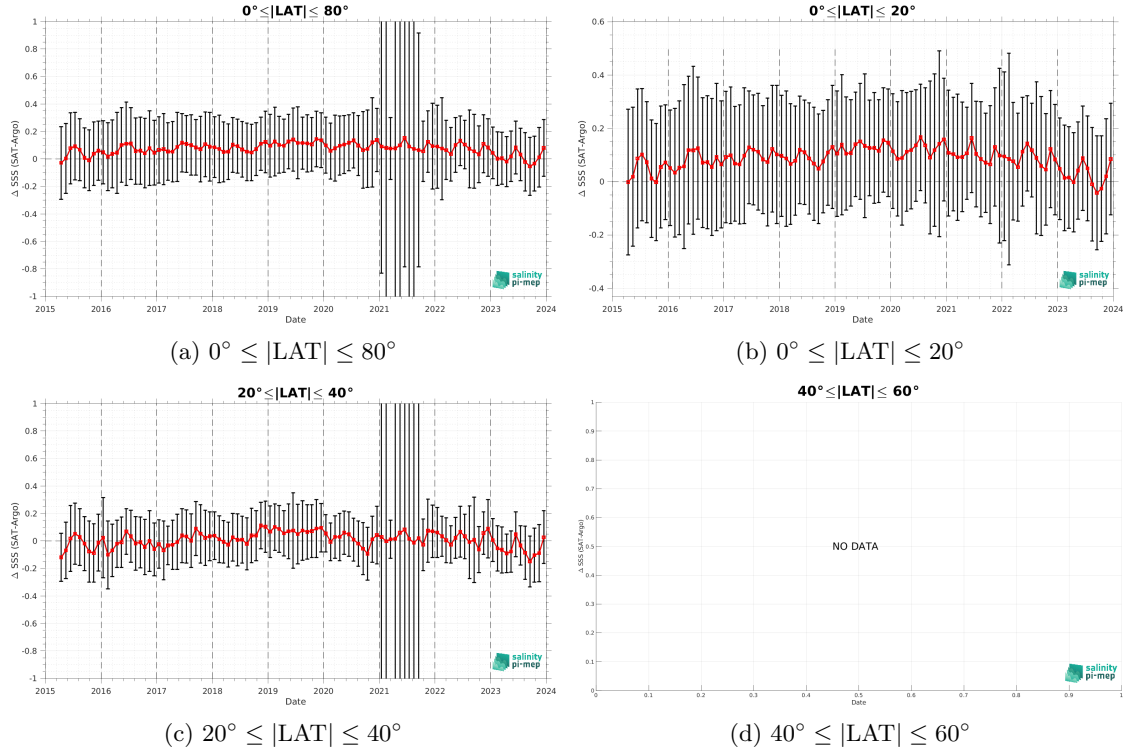 0°≤|LAT|≤ 80°
Δ SSS (SAT-Argo)
1
0.8
0.6
0.4
0.2
0
-0.2
-0.4
-0.6
-0.8
-1
2015 2016 2017 2018 2019 2020 2021 2022 2023 2024
Date
salinity
pi-mep
(a) 0° ≤ |LAT| ≤ 80°
0°≤|LAT|≤ 20°
Δ SSS (SAT-Argo)
0.6
0.4
0.2
0
-0.2
-0.4
2015 2016 2017 2018 2019 2020 2021 2022 2023 2024
Date
salinity
pi-mep
(b) 0° ≤ |LAT| ≤ 20°
20°≤|LAT|≤ 40°
Δ SSS (SAT-Argo)
1
0.8
0.6
0.4
0.2
0
-0.2
-0.4
-0.6
-0.8
-1
2015 2016 2017 2018 2019 2020 2021 2022 2023 2024
Date
salinity
pi-mep
(c) 20° ≤ |LAT| ≤ 40°
40°≤|LAT|≤ 60°
Δ SSS (SAT-Argo)
1
0.9
0.8
0.7
0.6
0.5
0.4
0.3
0.2
0.1
0
NO DATA
0 0.1 0.2 0.3 0.4 0.5 0.6 0.7 0.8 0.9 1
Date
salinity
pi-mep
(d) 40° ≤ |LAT| ≤ 60°